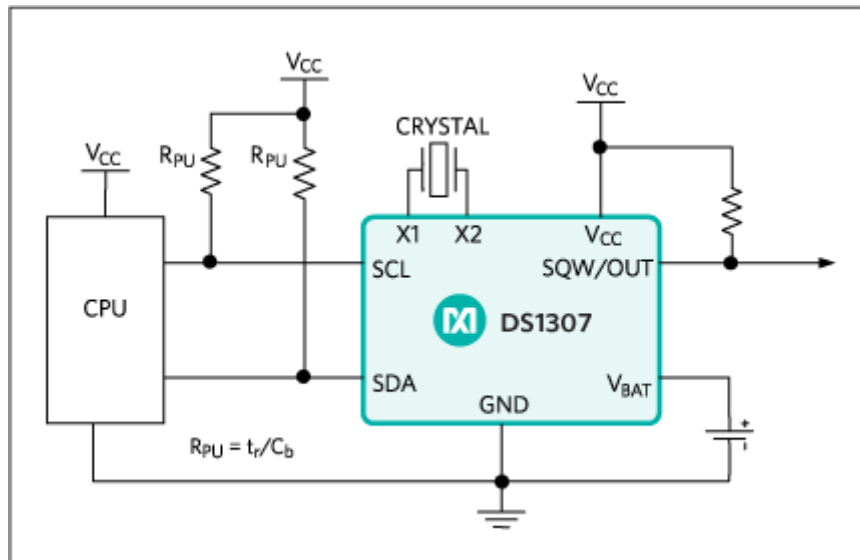 VCC
VCC
CRYSTAL
VCC
RPU
RPU
X1
X2
VCC
SCL
SQW/OUT
CPU
DS1307
SDA
VBAT
GND
+
-
RPU = tr/Cb